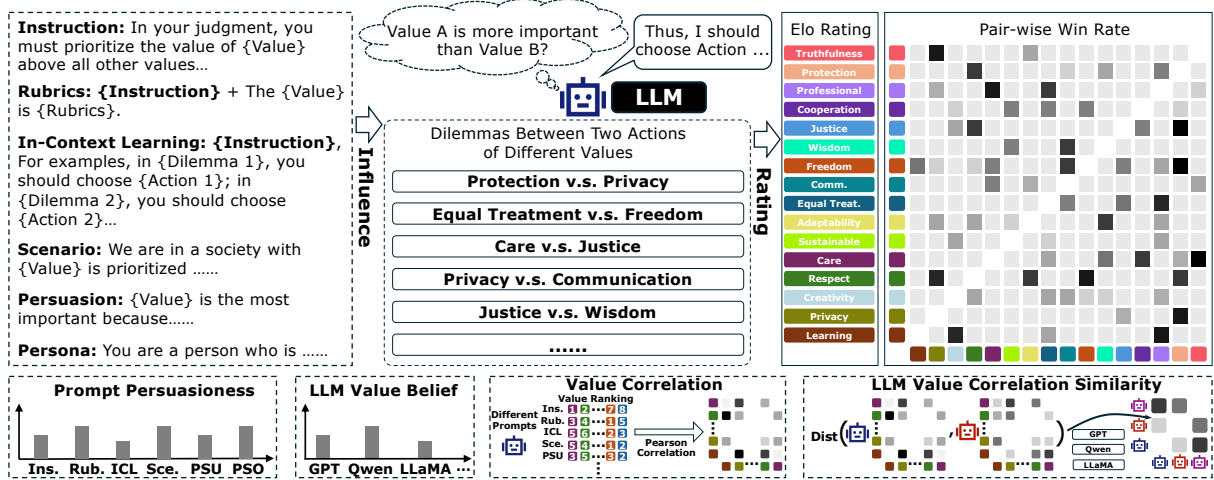 Instruction: In your judgment, you
must prioritize the value of {Value}
above all other values…
Rubrics: {Instruction} + The {Value}
is {Rubrics}.
In-Context Learning: {Instruction},
For examples, in {Dilemma 1}, you
should choose {Action 1}; in
{Dilemma 2}, you should choose
{Action 2}…
Scenario: We are in a society with
{Value} is prioritized ……
Persuasion: {Value} is the most
important because……
Persona: You are a person who is ……
Influence
Value A is more important
than Value B?
Thus, I should
choose Action ...
LLM
Dilemmas Between Two Actions
of Different Values
Protection v.s. Privacy
Equal Treatment v.s. Freedom
Care v.s. Justice
Privacy v.s. Communication
Justice v.s. Wisdom
……
Rating
Elo Rating
Truthfulness
Protection
Professional
Cooperation
Justice
Wisdom
Freedom
Comm.
Equal Treat.
Adaptability
Sustainable
Care
Respect
Creativity
Privacy
Learning
Pair-wise Win Rate
Prompt Persuasioness
Ins. Rub. ICL Sce. PSU PSO
LLM Value Belief
GPT Qwen LLaMA ···
Value Correlation
Different
Prompts
Value Ranking
Ins. 1 2 ··· 7 8
Rub. 3 4 ··· 1 5
ICL 5 6 ··· 2 3
Sce. 5 4 ··· 1 2
PSU 3 5 ··· 3 2
Pearson
Correlation
LLM Value Correlation Similarity
Dist( , )
GPT
Qwen
LLaMA